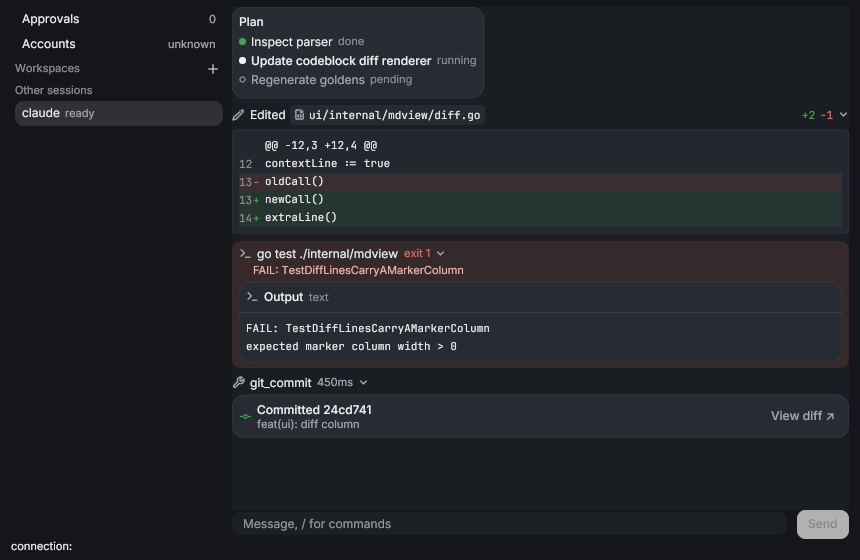 Approvals 0
Accounts unknown
Workspaces +
Other sessions
claude ready
Plan
Inspect parser done
Update codeblock diff renderer running
Regenerate goldens pending
Edited ui/internal/mdview/diff.go +2 -1
@@ -12,3 +12,4 @@
12 contextLine := true
13- oldCall()
13+ newCall()
14+ extraLine()
go test ./internal/mdview exit 1
FAIL: TestDiffLinesCarryAMarkerColumn
Output text
FAIL: TestDiffLinesCarryAMarkerColumn
expected marker column width > 0
git_commit 450ms
Committed 24cd741
feat(ui): diff column
View diff
Message, / for commands
Send
connection: